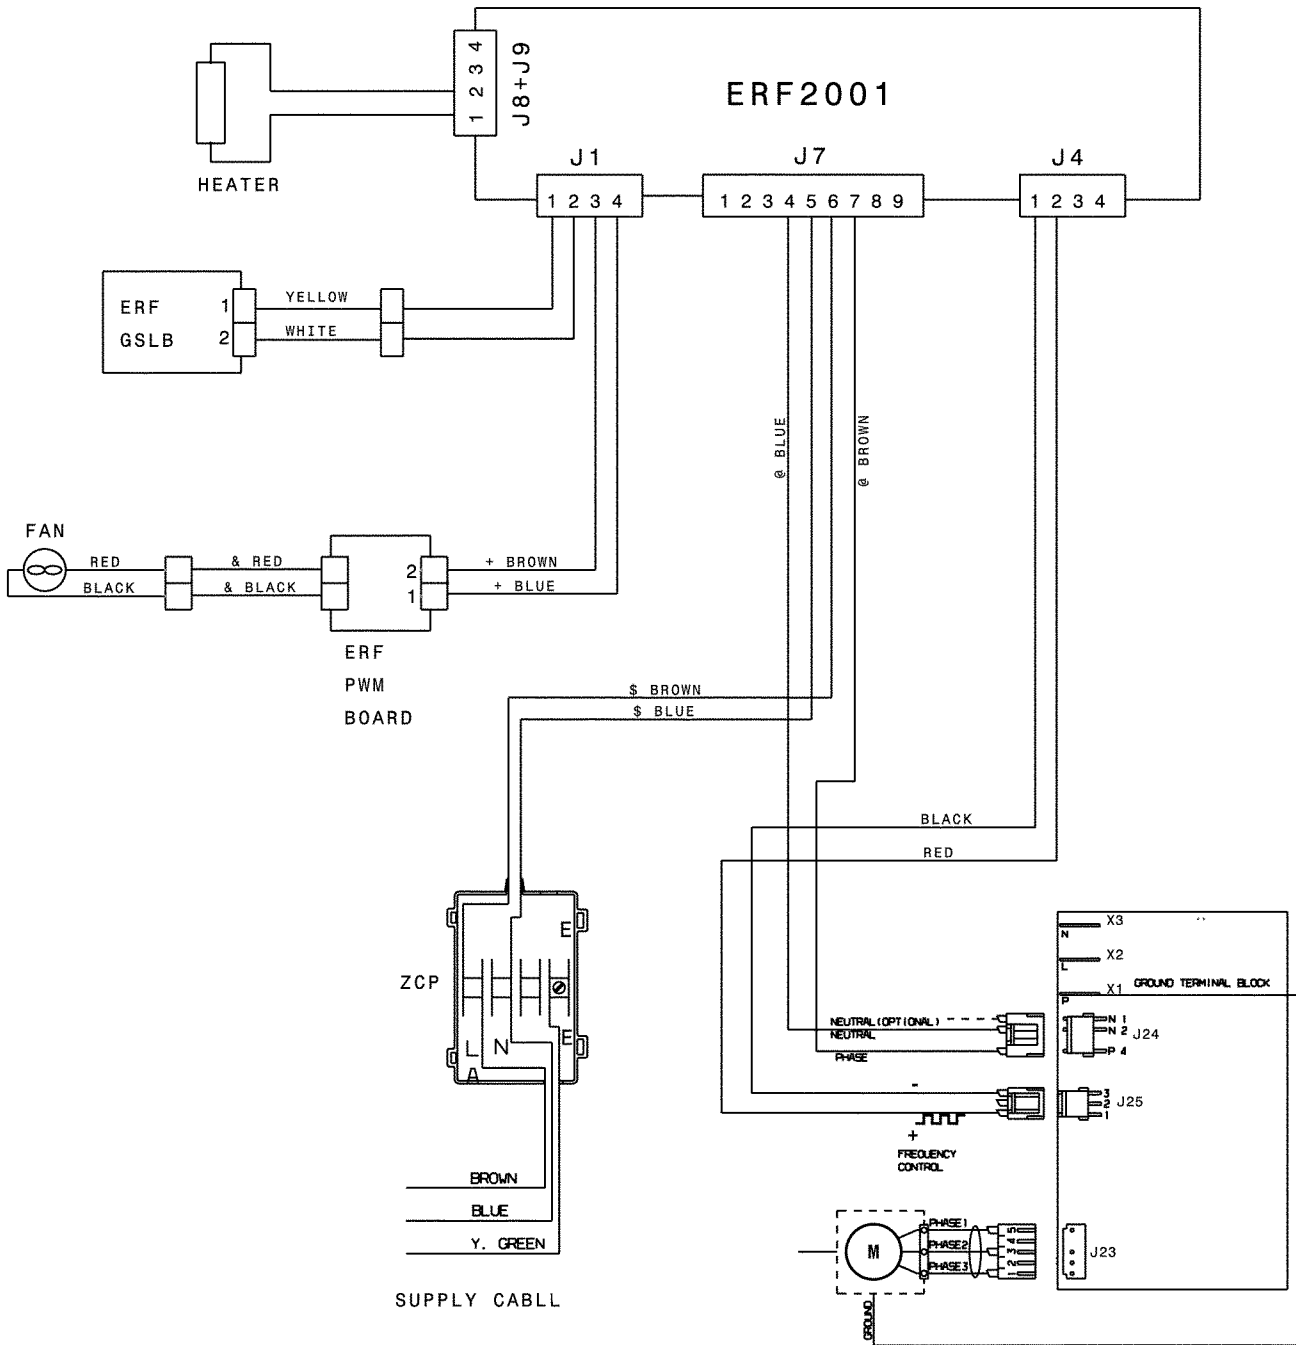 ERF2001
J8+J9
1 2 3 4
HEATER
J1
1 2 3 4
J7
1 2 3 4 5 6 7 8 9
J4
1 2 3 4
ERF
GSLB
1
2
YELLOW
WHITE
@ BLUE
@ BROWN
FAN
RED
BLACK
& RED
& BLACK
2
1
+ BROWN
+ BLUE
ERF
PWM
BOARD
$ BROWN
$ BLUE
BLACK
RED
ZCP
E
E
L N
A
BROWN
BLUE
Y. GREEN
SUPPLY CABLL
X3
N
X2
L
X1
P
GROUND TERMINAL BLOCK
NEUTRAL(OPTIONAL)
NEUTRAL
PHASE
N 1
N 2
P 4
J24
-
3
2
1
J25
+
FREQUENCY
CONTROL
M
PHASE1
PHASE2
PHASE3
5
4
3
2
1
J23
GROUND